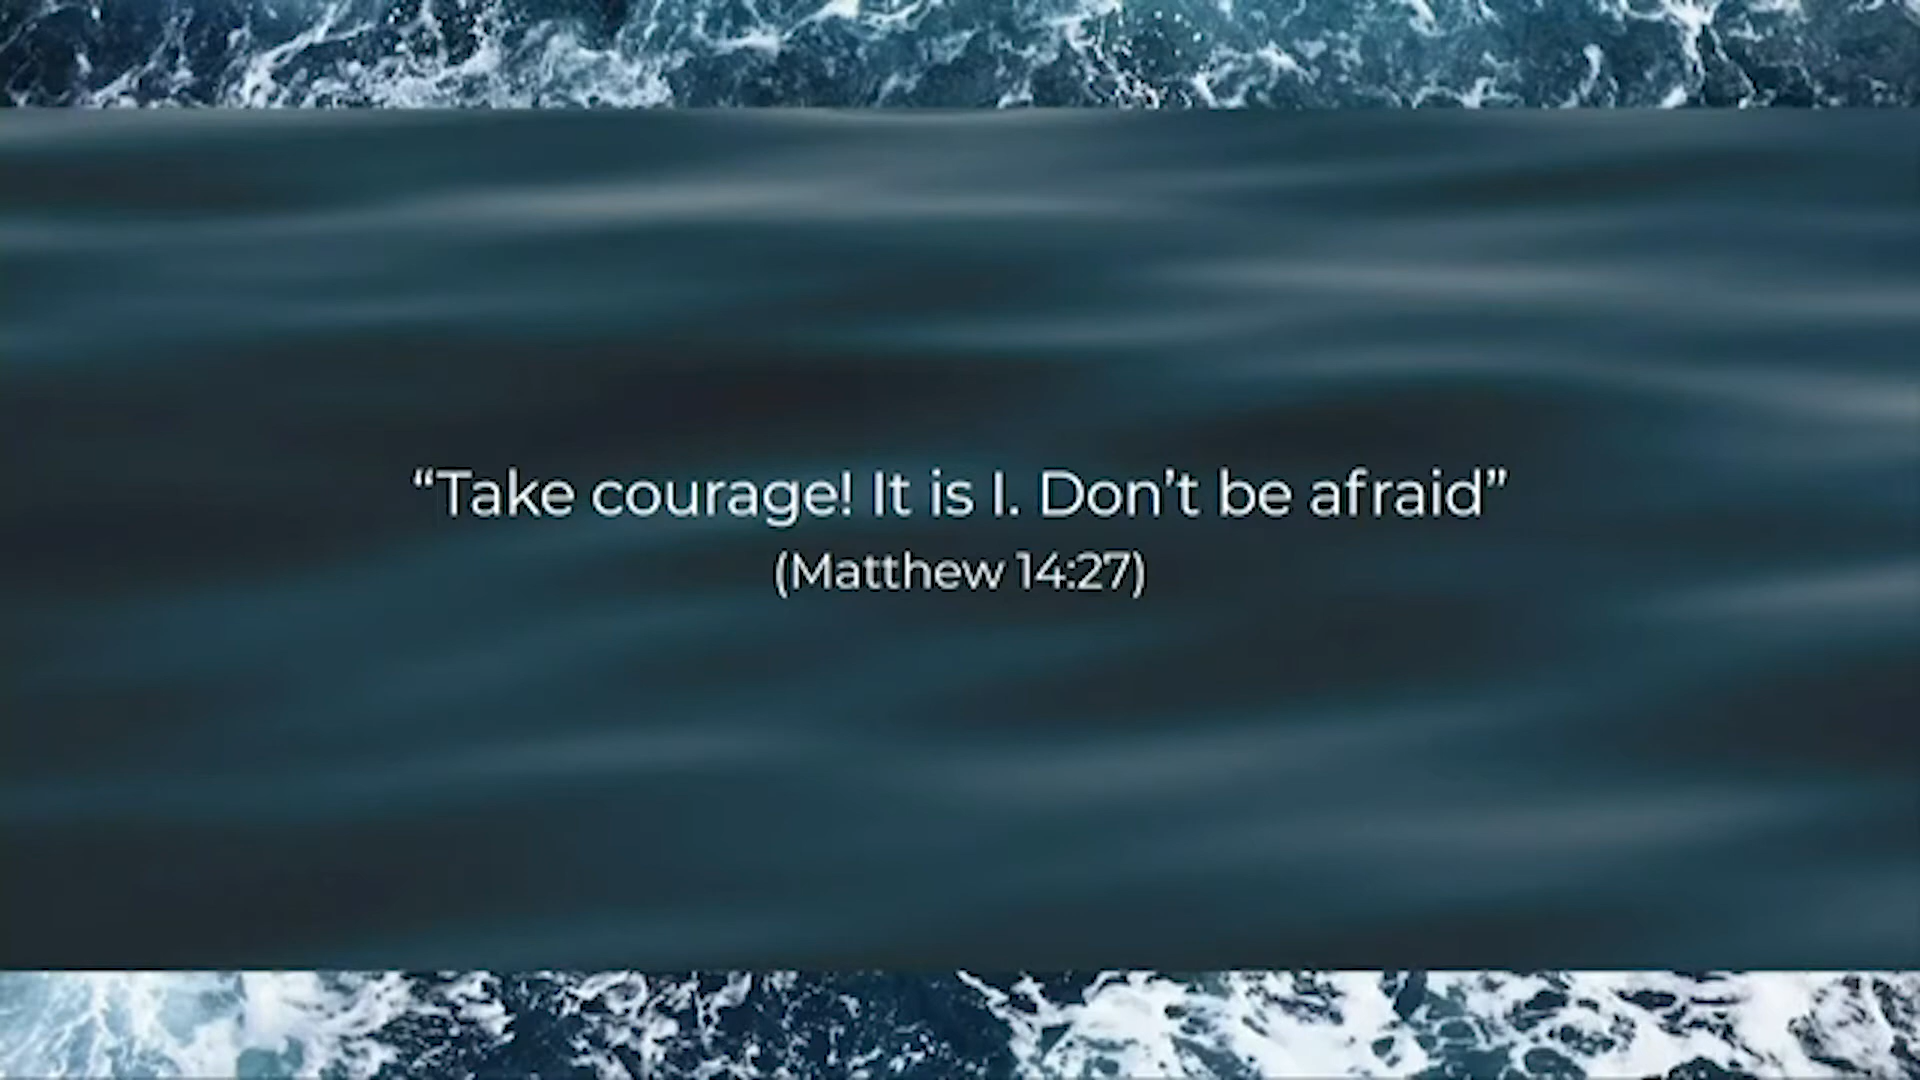 “Take courage! It is I. Don’t be afraid”
(Matthew 14:27)